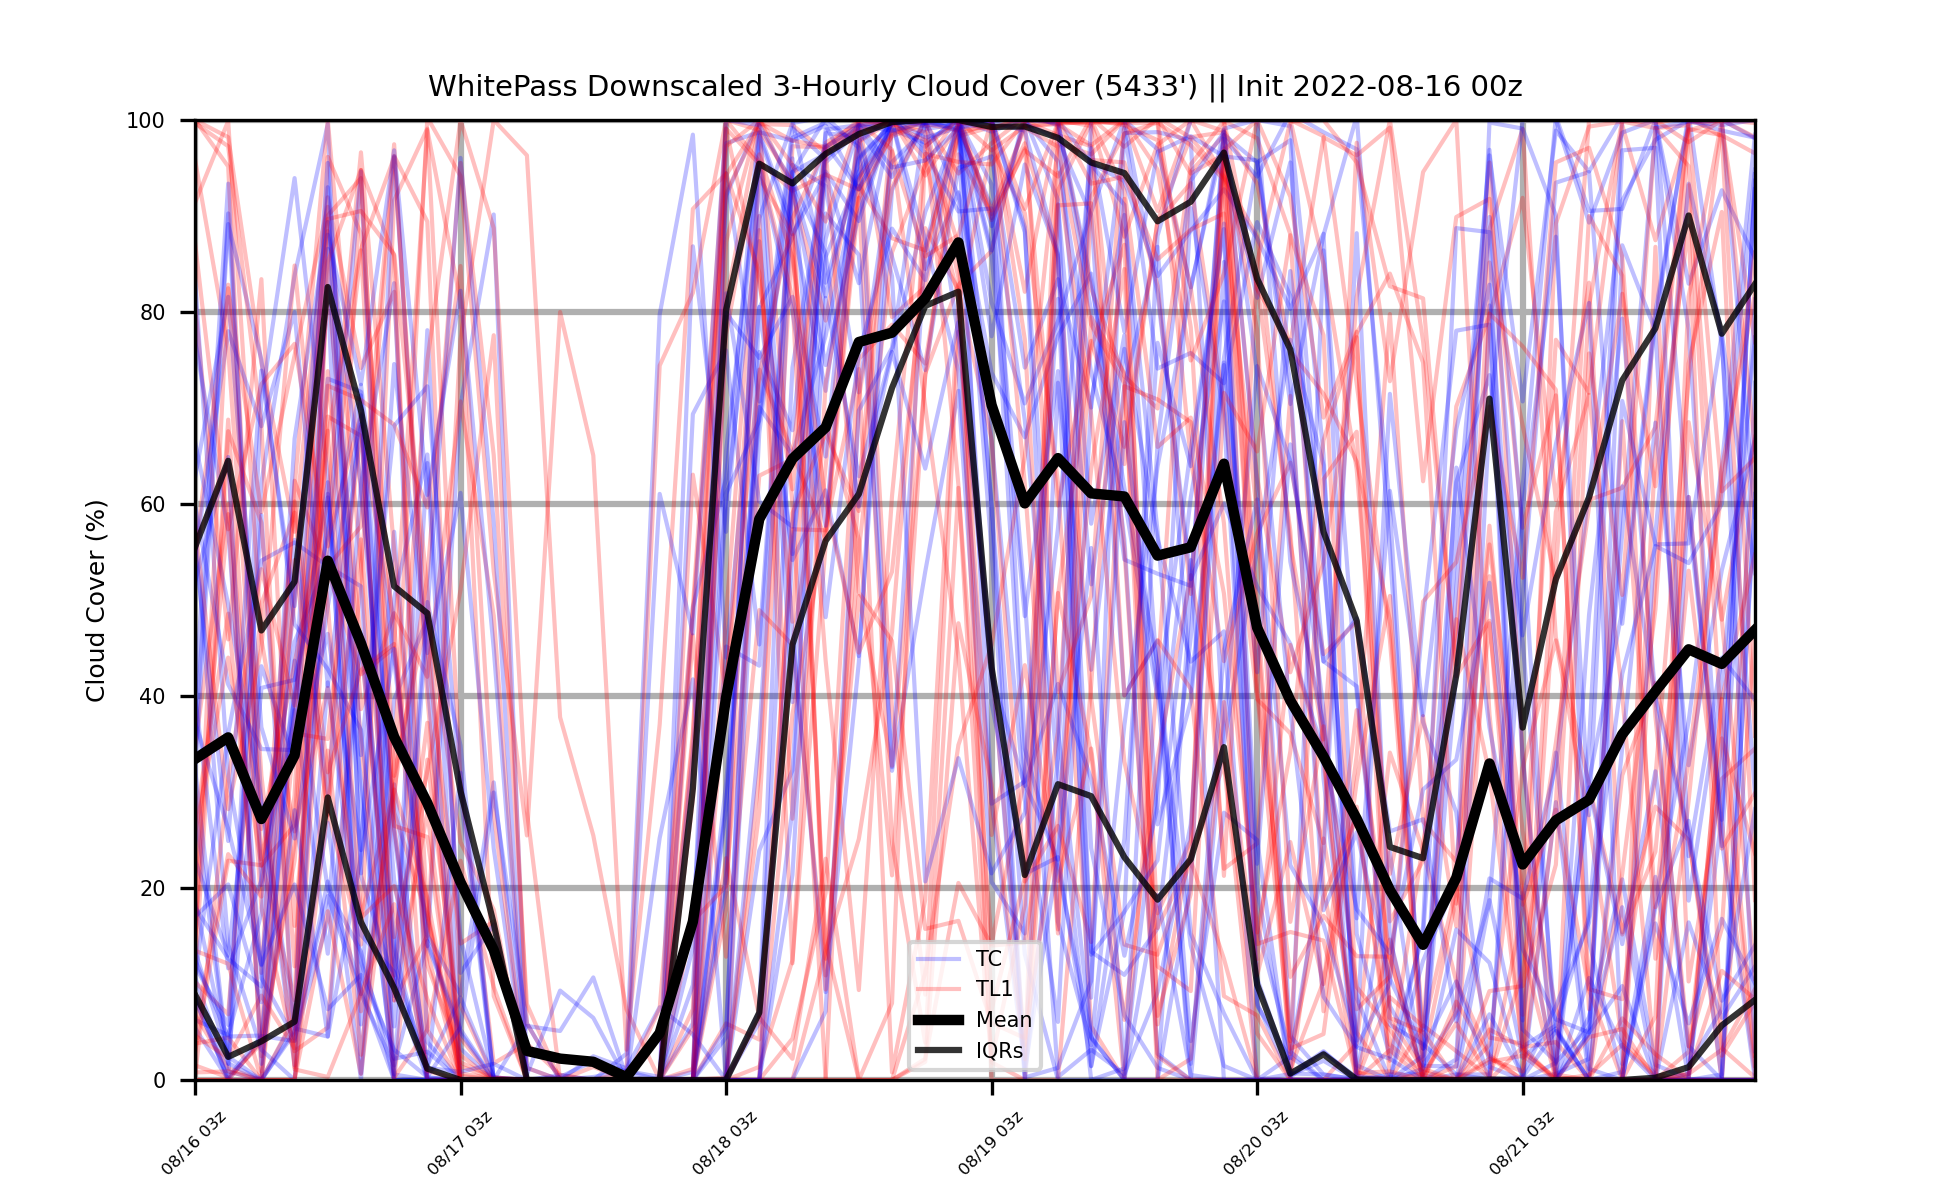 WhitePass Downscaled 3-Hourly Cloud Cover (5433') || Init 2022-08-16 00z
Cloud Cover (%)
100
80
60
40
20
0
TC
TL1
Mean
IQRs
08/16 03z
08/17 03z
08/18 03z
08/19 03z
08/20 03z
08/21 03z